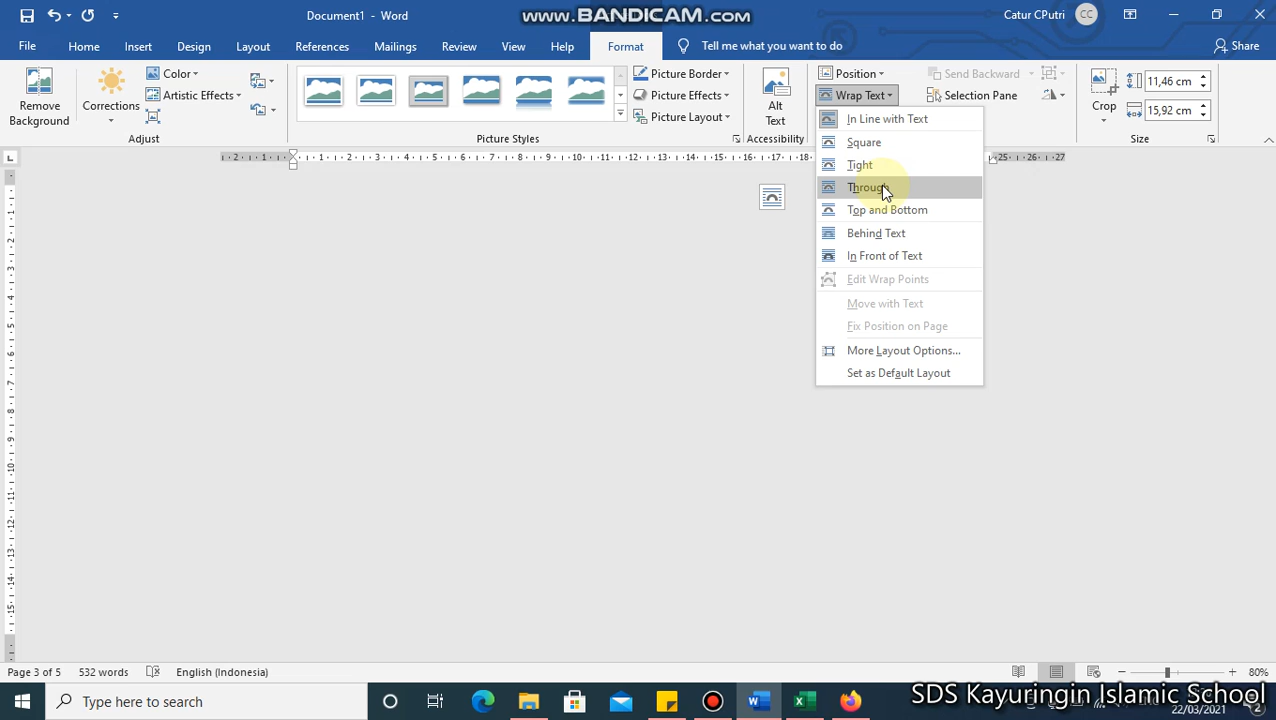 Document1 - Word
www.BANDICAM.com
Catur CPutri
CC
File
Home
Insert
Design
Layout
References
Mailings
Review
View
Help
Format
Tell me what you want to do
Share
Remove
Background
Corrections
Color
Artistic Effects
Adjust
Picture Border
Picture Effects
Picture Layout
Picture Styles
Alt
Text
Accessibility
Position
Wrap Text
Send Backward
Selection Pane
Crop
11,46 cm
15,92 cm
Size
In Line with Text
Square
Tight
Through
Top and Bottom
Behind Text
In Front of Text
Edit Wrap Points
Move with Text
Fix Position on Page
More Layout Options...
Set as Default Layout
Page 3 of 5
532 words
English (Indonesia)
80%
Type here to search
SDS Kayuringin Islamic School
22/03/2021
2